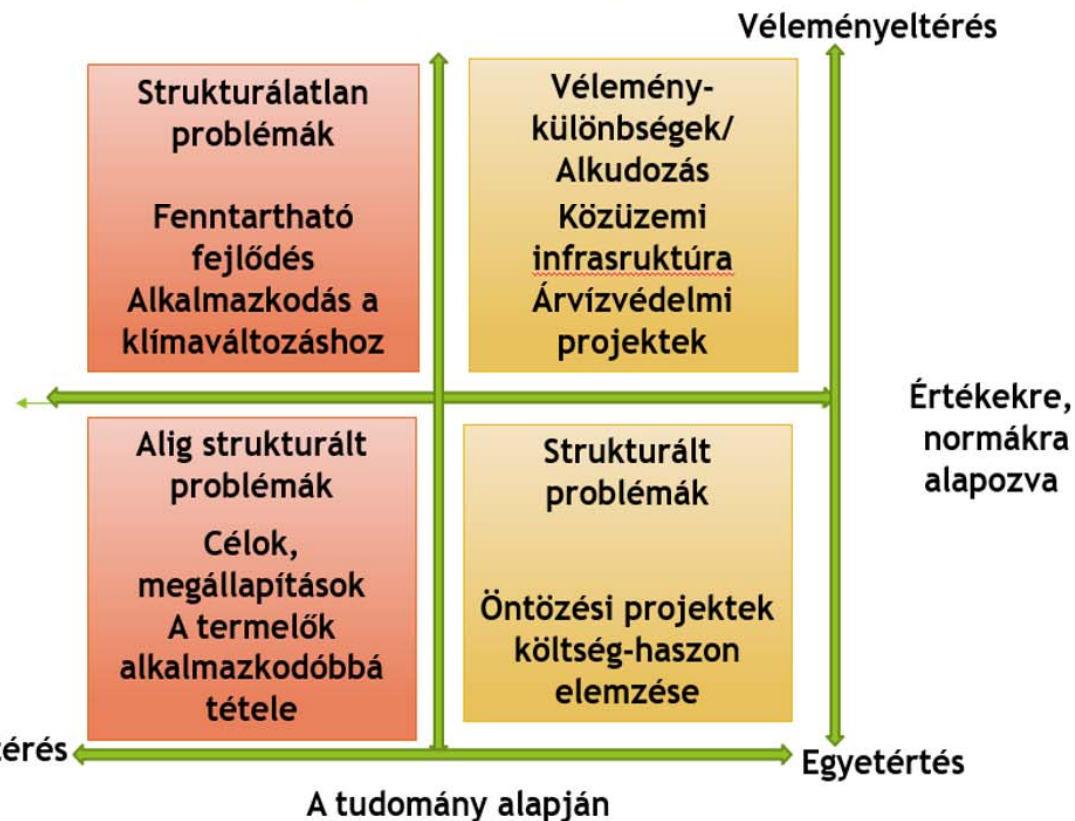 Véleményeltérés
Strukturálatlan
problémák
Fenntartható
fejlődés
Alkalmazkodás a
klímaváltozáshoz
Vélemény-
különbségek/
Alkudozás
Közüzemi
infrasruktúra
Árvízvédelmi
projektek
Értékekre,
normákra
alapozva
Alig strukturált
problémák
Célok,
megállapítások
A termelők
alkalmazkodóbbá
tétele
Strukturált
problémák
Öntözési projektek
költség-haszon
elemzése
térés
Egyetértés
A tudomány alapján